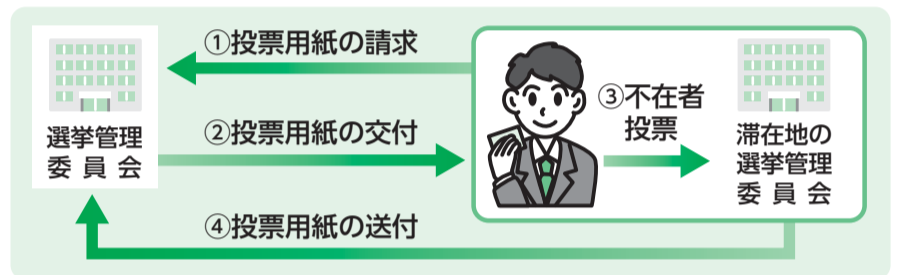 ①投票用紙の請求
選挙管理
委員会
②投票用紙の交付
③不在者
投票
滞在地の
選挙管理
委員会
④投票用紙の送付